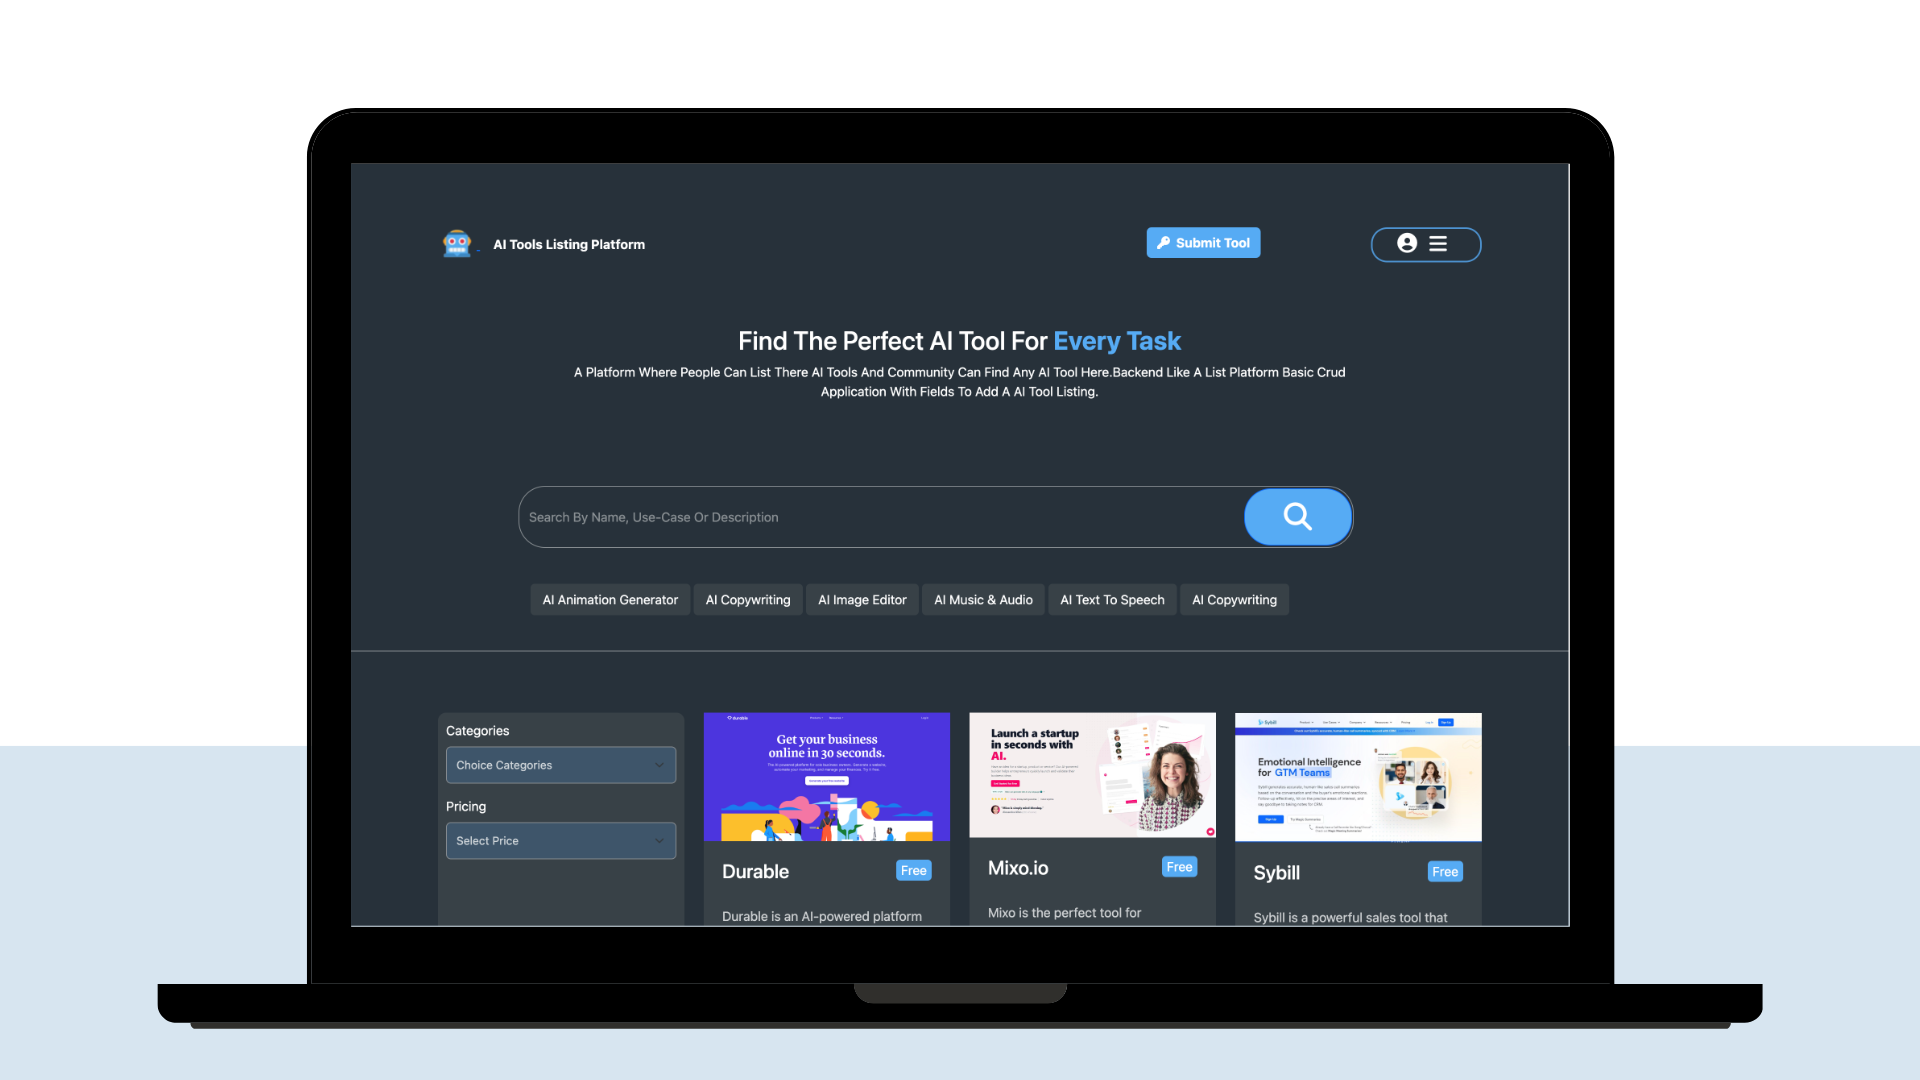 AI Tools Listing Platform
Submit Tool
Find The Perfect AI Tool For Every Task
A Platform Where People Can List There AI Tools And Community Can Find Any AI Tool Here.Backend Like A List Platform Basic Crud
Application With Fields To Add A AI Tool Listing.
Search By Name, Use-Case Or Description
AI Animation Generator
AI Copywriting
AI Image Editor
AI Music & Audio
AI Text To Speech
AI Copywriting
Categories
Choice Categories
Pricing
Select Price
durable
Get your business
online in 30 seconds.
Durable
Free
Durable is an AI-powered platform
Launch a startup
in seconds with
AI.
Mixo.io
Free
Mixo is the perfect tool for
Sybill
Emotional Intelligence
for GTM Teams
Sybill
Free
Sybill is a powerful sales tool that